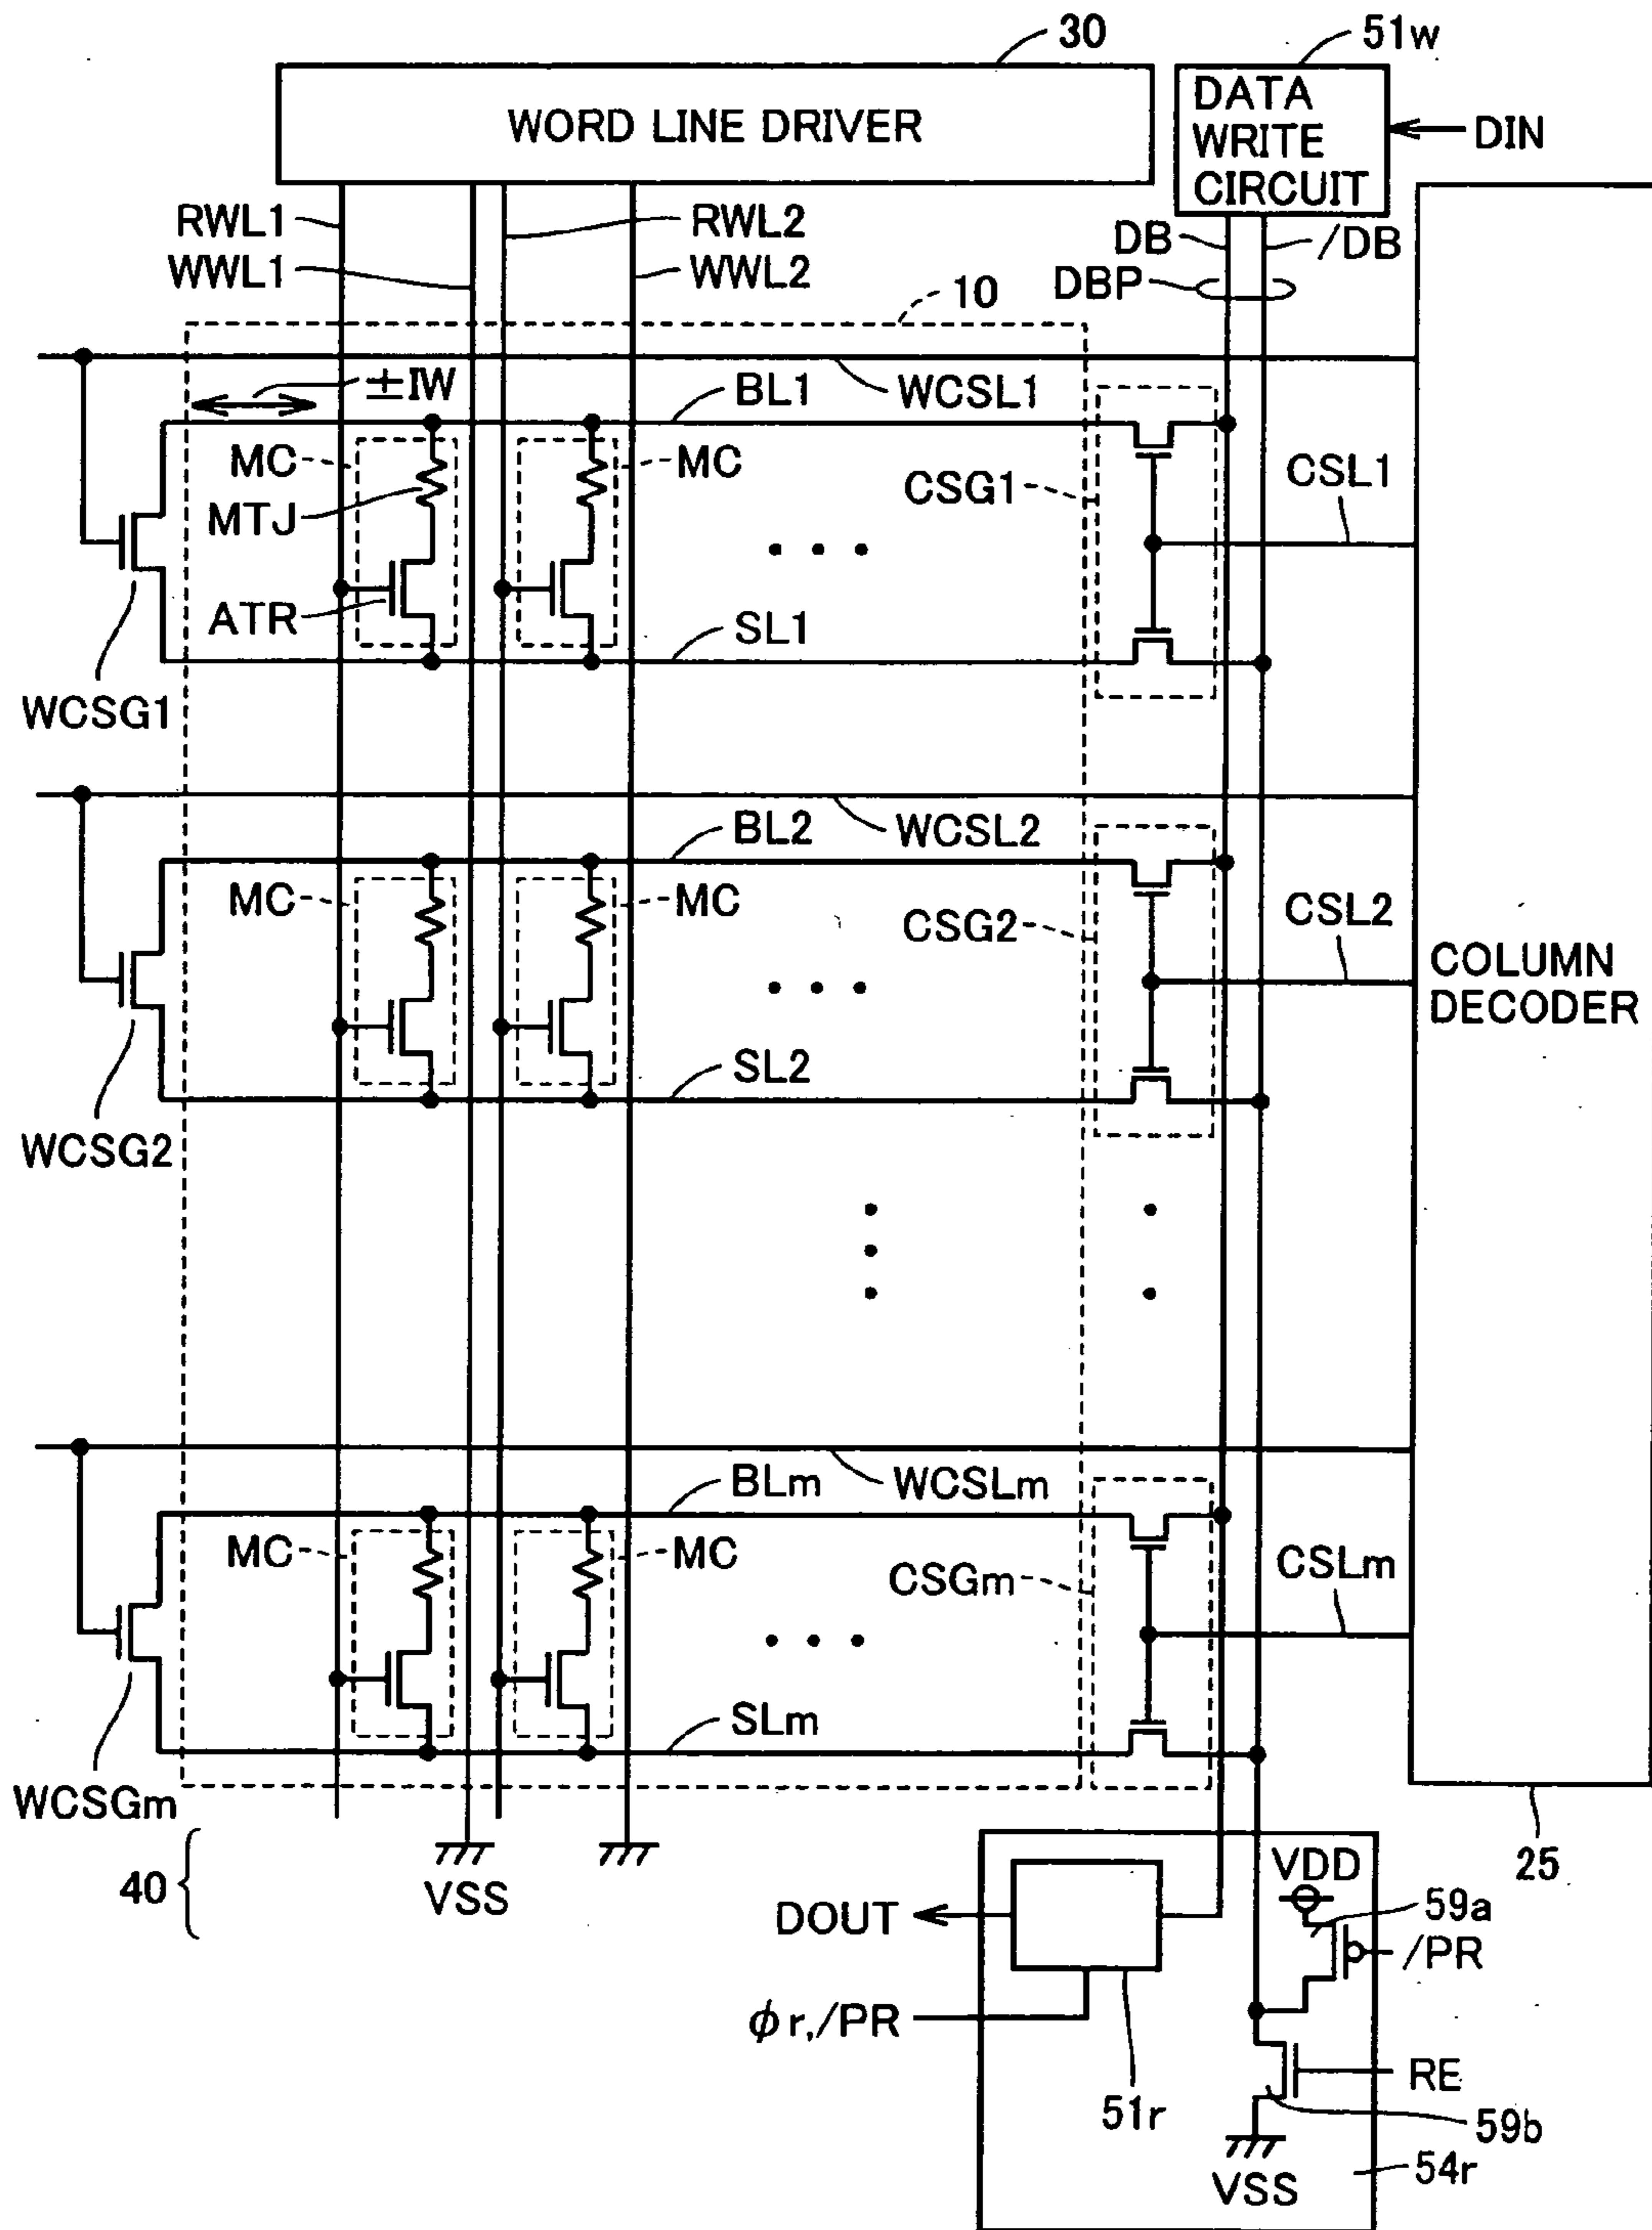 30
51w
WORD LINE DRIVER
DATA
WRITE
CIRCUIT
DIN
RWL1
RWL2
DB
/DB
WWL1
WWL2
DBP
10
±IW
BL1
WCSL1
MC
MC
CSG1
CSL1
MTJ
ATR
SL1
WCSG1
BL2
WCSL2
MC
MC
CSG2
CSL2
COLUMN
DECODER
SL2
WCSG2
BLm
WCSLm
MC
MC
CSGm
CSLm
SLm
WCSGm
40
VSS
25
VDD
DOUT
59a
/PR
φr,/PR
RE
51r
59b
VSS
54r